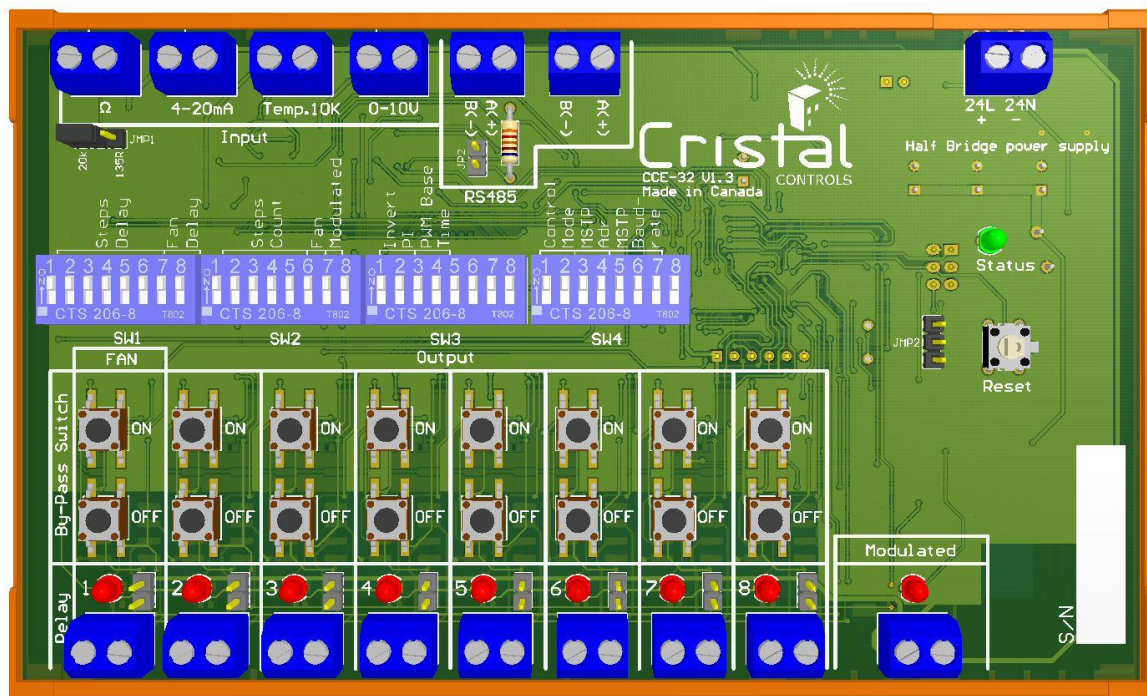 Ω 4-20mA Temp.10K 0-10V B(-) A(+) B(-) A(+)
24L 24N
+ -
Input
JMP1
20k 135R
JP2
RS485
Cristal
CONTROLS
CCE-32 V1.3
Made in Canada
Half Bridge power supply
Status
Steps Delay
Fan Delay
Steps Count
Fan Modulated
Invert PI
PWM Base Time
Control Mode
MSTP Adr
MSTP Baud-rate
NO 1 2 3 4 5 6 7 8
CTS 206-8 T802
1 2 3 4 5 6 7 8
CTS 206-8 T802
1 2 3 4 5 6 7 8
CTS 206-8 T802
1 2 3 4 5 6 7 8
CTS 206-8 T802
SW1 SW2 SW3 SW4
JMP2
Reset
FAN
Output
By-Pass Switch
ON ON ON ON ON ON ON ON
OFF OFF OFF OFF OFF OFF OFF OFF
Modulated
Delay
1 2 3 4 5 6 7 8
S/N